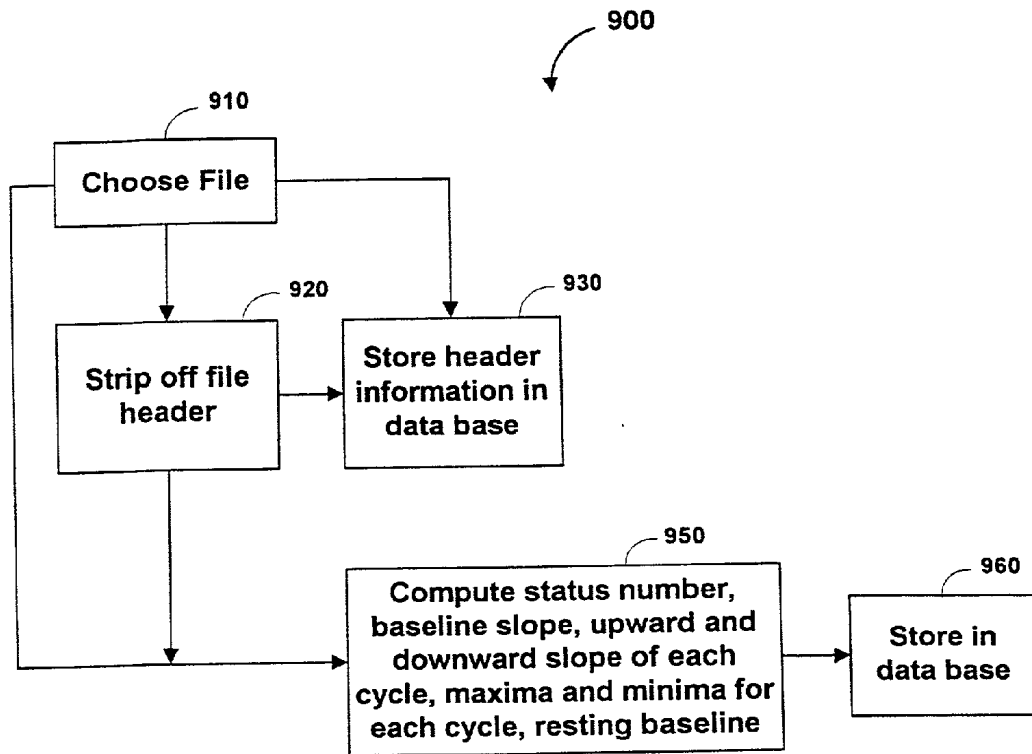 900
910
Choose File
920
930
Strip off file
header
Store header
information in
data base
950
960
Compute status number,
baseline slope, upward and
downward slope of each
cycle, maxima and minima for
each cycle, resting baseline
Store in
data base